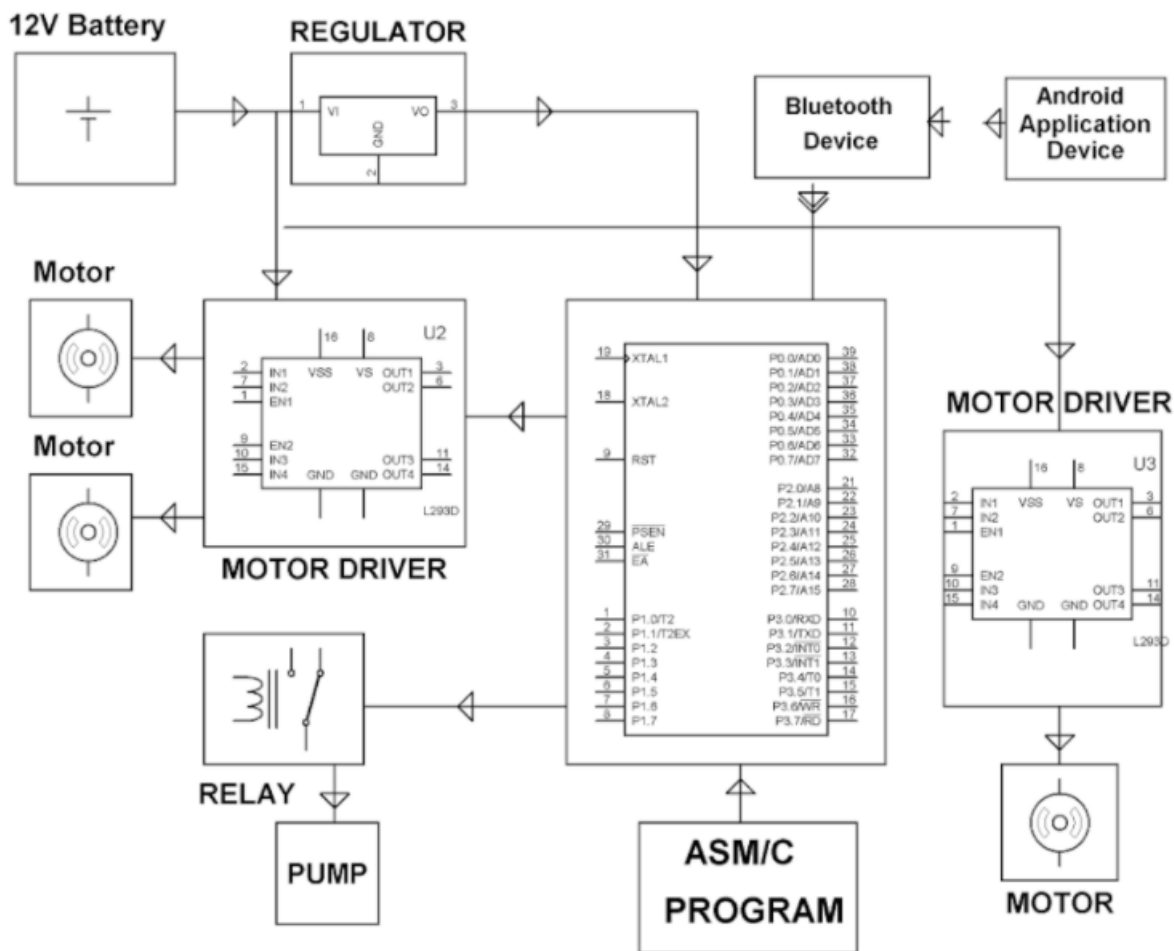 12V Battery
REGULATOR
1
VI
VO
3
GND
2
Bluetooth
Device
Android
Application
Device
Motor
Motor
U2
16
8
2
IN1
VSS
VS
OUT1
3
7
IN2
OUT2
6
1
EN1
9
EN2
10
IN3
OUT3
11
15
IN4
GND
GND
OUT4
14
L293D
MOTOR DRIVER
19
XTAL1
18
XTAL2
9
RST
29
PSEN
30
ALE
31
EA
1
P1.0/T2
2
P1.1/T2EX
3
P1.2
4
P1.3
5
P1.4
6
P1.5
7
P1.6
8
P1.7
P0.0/AD0
39
P0.1/AD1
38
P0.2/AD2
37
P0.3/AD3
36
P0.4/AD4
35
P0.5/AD5
34
P0.6/AD6
33
P0.7/AD7
32
P2.0/A8
21
P2.1/A9
22
P2.2/A10
23
P2.3/A11
24
P2.4/A12
25
P2.5/A13
26
P2.6/A14
27
P2.7/A15
28
P3.0/RXD
10
P3.1/TXD
11
P3.2/INT0
12
P3.3/INT1
13
P3.4/T0
14
P3.5/T1
15
P3.6/WR
16
P3.7/RD
17
MOTOR DRIVER
U3
16
8
2
IN1
VSS
VS
OUT1
3
7
IN2
OUT2
6
1
EN1
9
EN2
10
IN3
OUT3
11
15
IN4
GND
GND
OUT4
14
L293D
RELAY
PUMP
ASM/C
PROGRAM
MOTOR